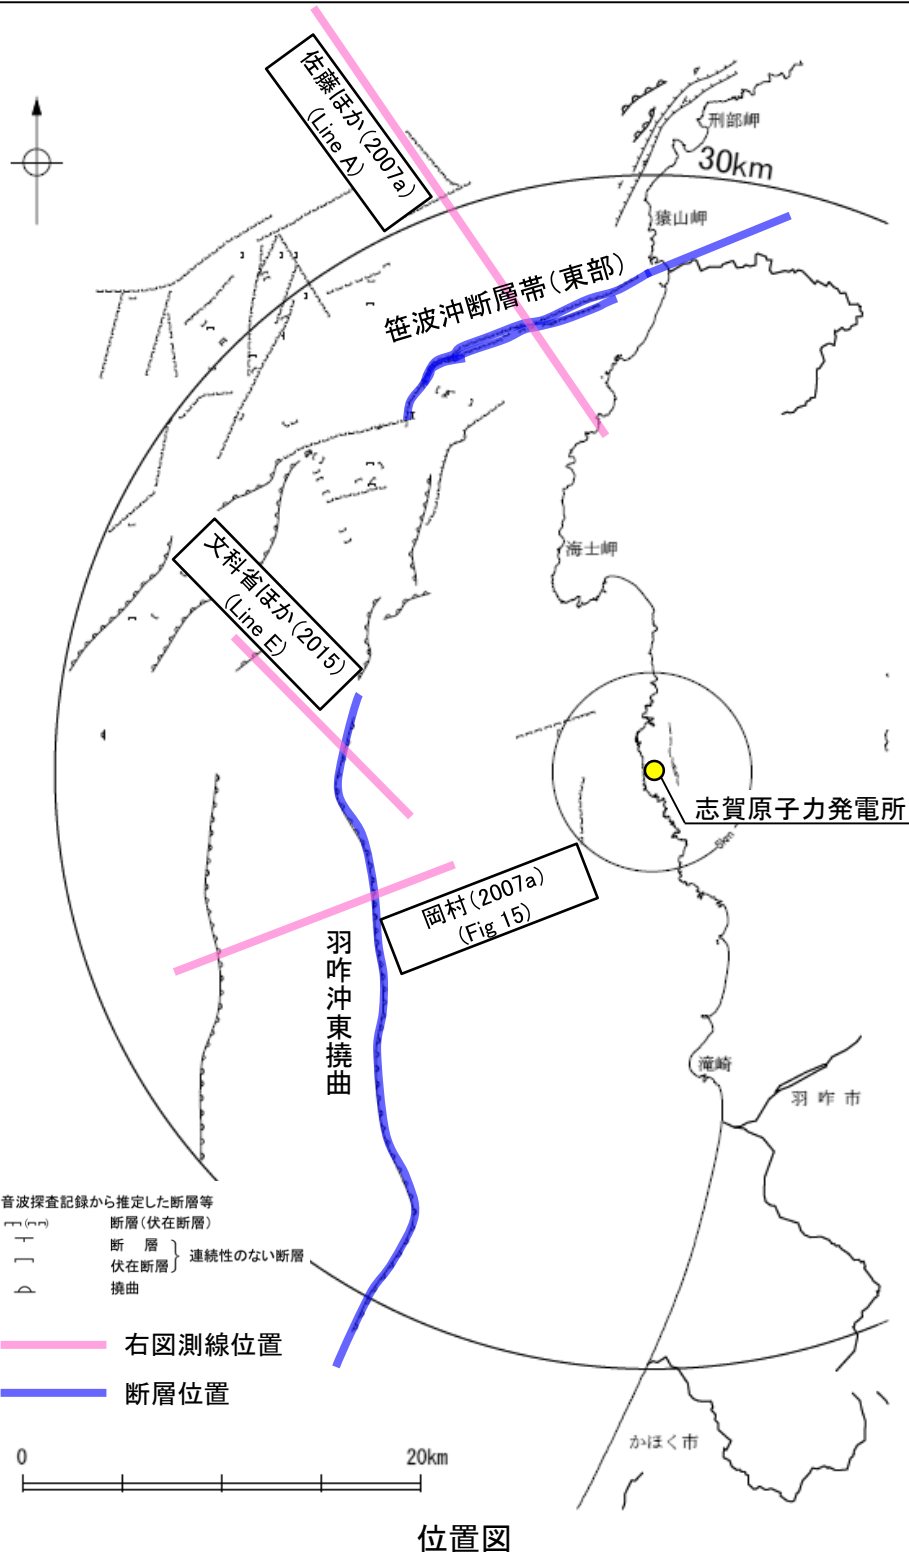 佐藤ほか(2007a)
(Line A)
刑部岬
30km
猿山岬
笹波沖断層帯(東部)
海士岬
文科省ほか(2015)
(Line E)
志賀原子力発電所
5km
岡村(2007a)
(Fig 15)
羽咋沖東撓曲
滝崎
羽咋市
音波探査記録から推定した断層等
断層(伏在断層)
断 層
伏在断層
連続性のない断層
撓曲
右図測線位置
断層位置
0 20km
かほく市
位置図